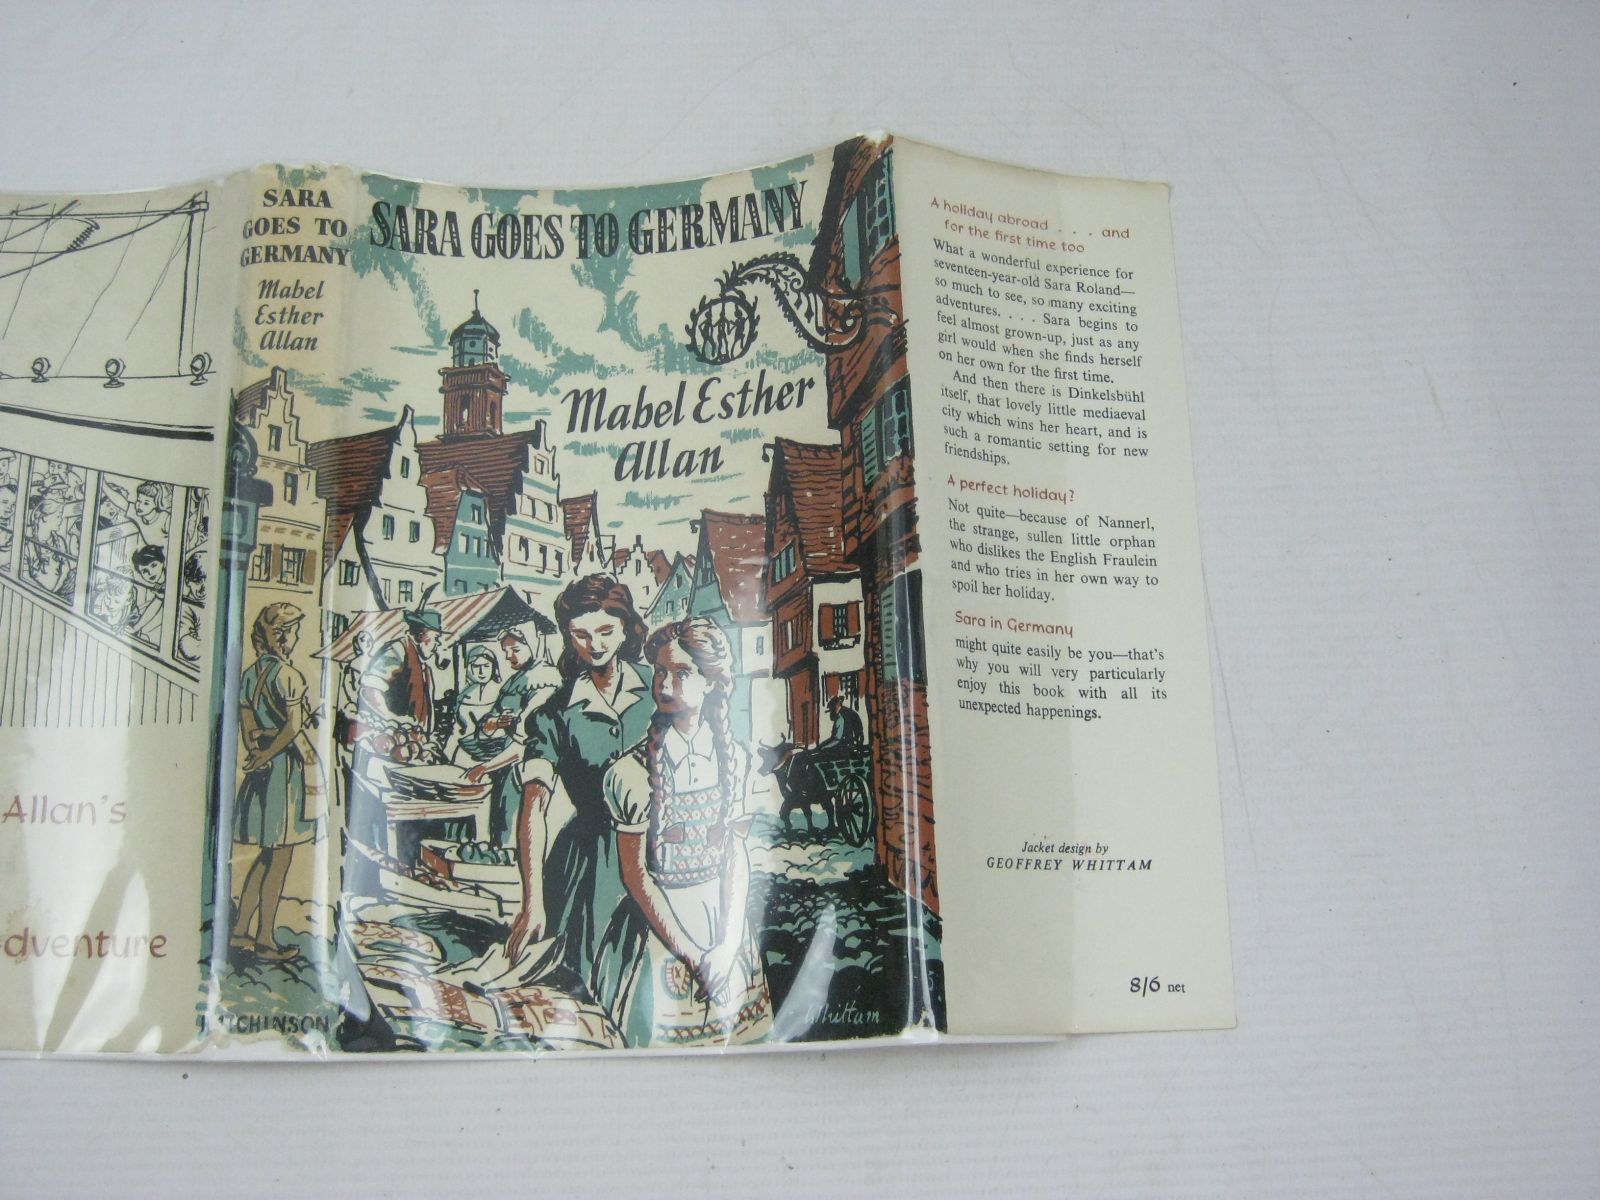 Allan's
dventure
SARA
GOES TO
GERMANY
Mabel
Esther
Allan
HUTCHINSON
SARA GOES TO GERMANY
Mabel Esther
Allan
Whittam
A holiday abroad . . . and
for the first time too
What a wonderful experience for
seventeen-year-old Sara Roland—
so much to see, so many exciting
adventures. . . . Sara begins to
feel almost grown-up, just as any
girl would when she finds herself
on her own for the first time.
And then there is Dinkelsbühl
itself, that lovely little mediaeval
city which wins her heart, and is
such a romantic setting for new
friendships.
A perfect holiday?
Not quite—because of Nannerl,
the strange, sullen little orphan
who dislikes the English Fraulein
and who tries in her own way to
spoil her holiday.
Sara in Germany
might quite easily be you—that's
why you will very particularly
enjoy this book with all its
unexpected happenings.
Jacket design by
GEOFFREY WHITTAM
8/6 net